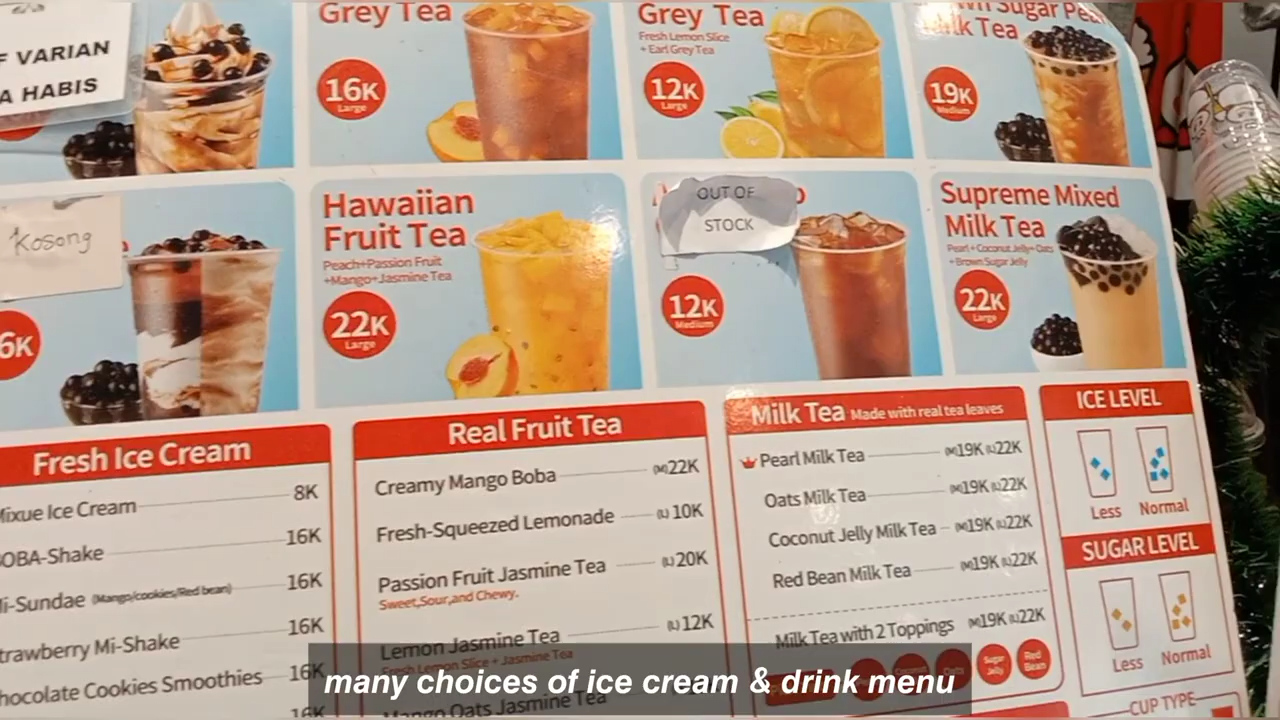 F VARIAN
A HABIS
Grey Tea
16K
Large
Grey Tea
Fresh Lemon Slice
+ Earl Grey Tea
12K
Large
Sugar
Milk Tea
19K
Medium
Kosong
6K
Hawaiian
Fruit Tea
Peach+Passion Fruit
+Mango+Jasmine Tea
22K
Large
OUT OF
STOCK
12K
Medium
Supreme Mixed
Milk Tea
Pearl+Coconut Jelly+Oats
+Brown Sugar Jelly
22K
Large
Fresh Ice Cream
Mixue Ice Cream 8K
BOBA-Shake 16K
Mi-Sundae (Mango/cookies/Red bean) 16K
Strawberry Mi-Shake 16K
Chocolate Cookies Smoothies 16K
16K
Real Fruit Tea
Creamy Mango Boba (M)22K
Fresh-Squeezed Lemonade (L)10K
Passion Fruit Jasmine Tea (L)20K
Sweet,Sour,and Chewy.
Lemon Jasmine Tea (L)12K
Fresh Lemon Slice + Jasmine Tea
Mango Oats Jasmine Tea
Milk Tea Made with real tea leaves
Pearl Milk Tea (M)19K (L)22K
Oats Milk Tea (M)19K (L)22K
Coconut Jelly Milk Tea (M)19K (L)22K
Red Bean Milk Tea (M)19K (L)22K
Milk Tea with 2 Toppings (M)19K (L)22K
Coconut
Oats
Sugar
Jelly
Red
Bean
ICE LEVEL
Less Normal
SUGAR LEVEL
Less Normal
CUP TYPE
many choices of ice cream & drink menu